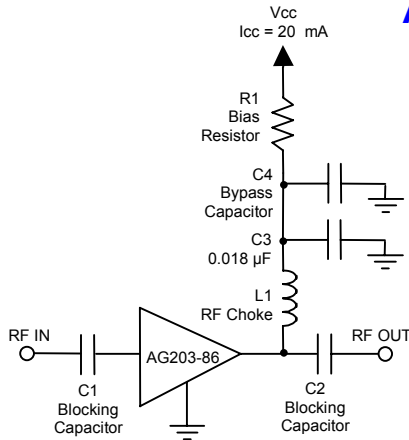 Vcc
Icc = 20 mA
R1
Bias
Resistor
C4
Bypass
Capacitor
C3
0.018 µF
L1
RF Choke
RF IN
AG203-86
RF OUT
C1
Blocking
Capacitor
C2
Blocking
Capacitor